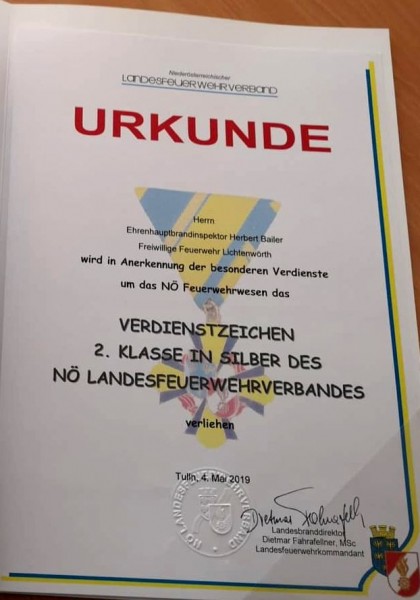 Niederösterreichischer
LANDESFEUERWEHRVERBAND
URKUNDE
Herrn
Ehrenhauptbrandinspektor Herbert Bailer
Freiwillige Feuerwehr Lichtenwörth
wird in Anerkennung der besonderen Verdienste
um das NÖ Feuerwehrwesen das
VERDIENSTZEICHEN
2. KLASSE IN SILBER DES
NÖ LANDESFEUERWEHRVERBANDES
verliehen
Tulln, 4. Mai 2019
NÖ LANDESFEUERWEHRVERBAND
Landesbranddirektor
Dietmar Fahrafellner, MSc
Landesfeuerwehrkommandant